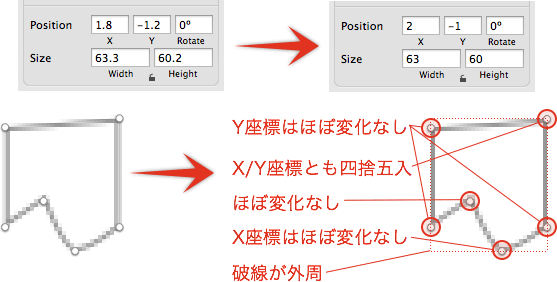 Position 1.8 -1.2 0°
X Y Rotate
Size 63.3 60.2
Width Height
Position 2 -1 0°
X Y Rotate
Size 63 60
Width Height
Y座標はほぼ変化なし
X/Y座標とも四捨五入
ほぼ変化なし
X座標はほぼ変化なし
破線が外周